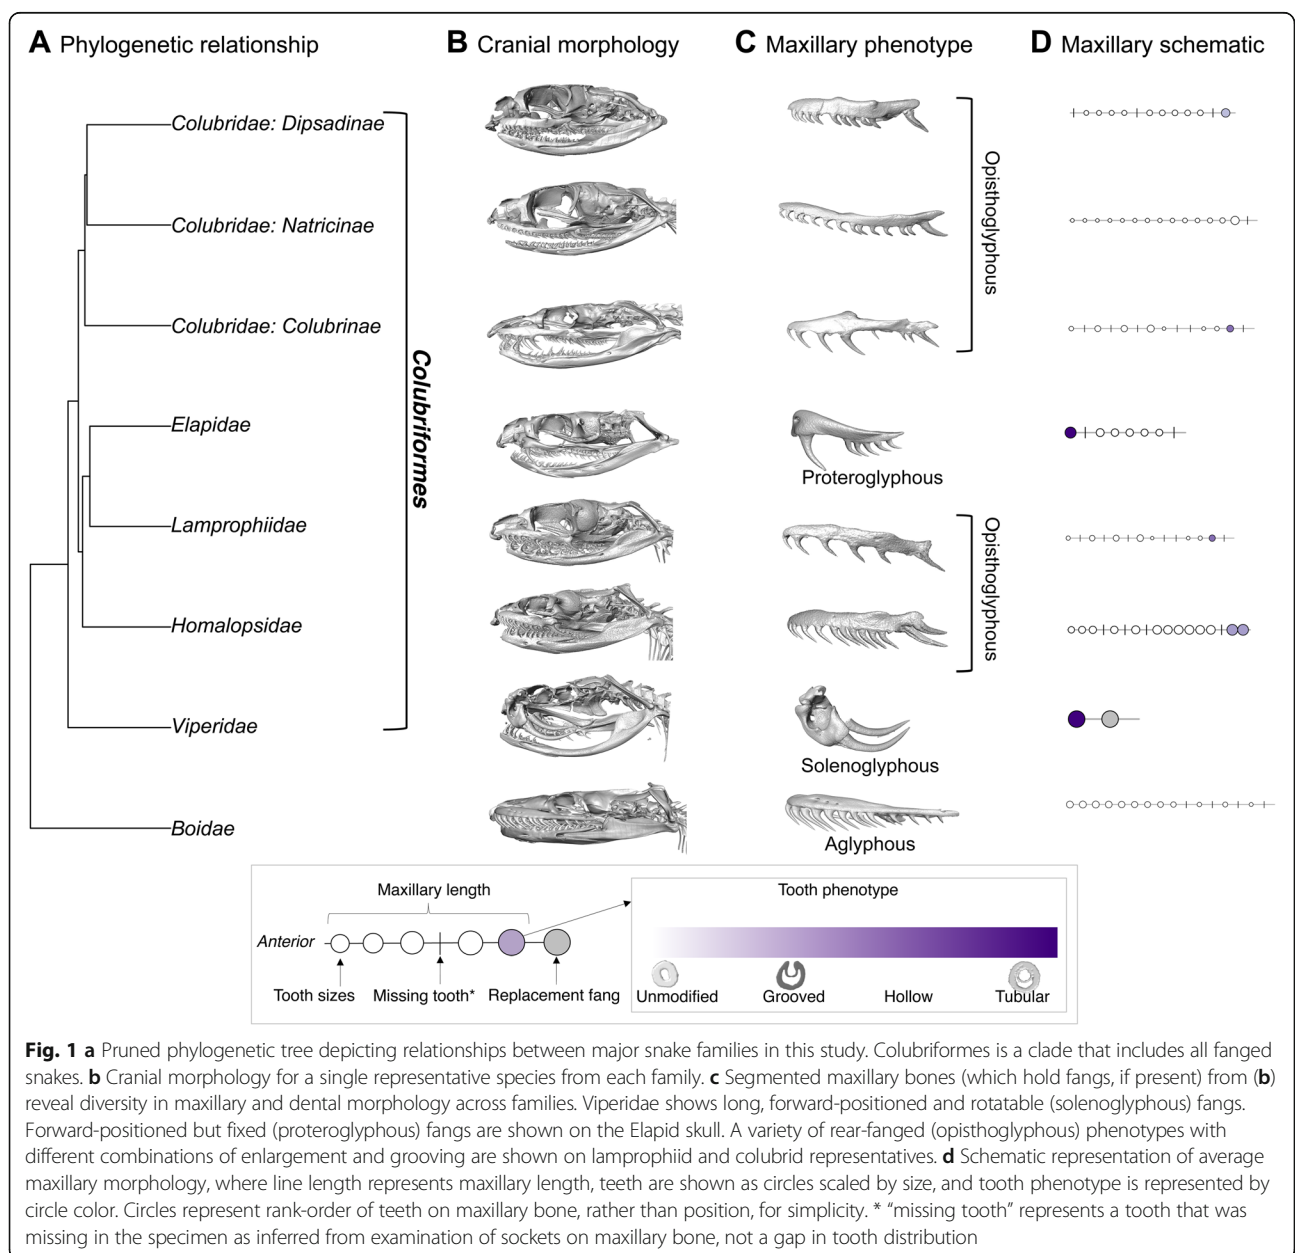 A Phylogenetic relationship
B Cranial morphology
C Maxillary phenotype
D Maxillary schematic
Colubridae: Dipsadinae
Colubridae: Natricinae
Colubridae: Colubrinae
Elapidae
Lamprophiidae
Homalopsidae
Viperidae
Boidae
Colubriformes
Opisthoglyphous
Proteroglyphous
Opisthoglyphous
Solenoglyphous
Aglyphous
Maxillary length
Anterior
Tooth sizes
Missing tooth*
Replacement fang
Tooth phenotype
Unmodified
Grooved
Hollow
Tubular
Fig. 1 a Pruned phylogenetic tree depicting relationships between major snake families in this study. Colubriformes is a clade that includes all fanged
snakes. b Cranial morphology for a single representative species from each family. c Segmented maxillary bones (which hold fangs, if present) from (b)
reveal diversity in maxillary and dental morphology across families. Viperidae shows long, forward-positioned and rotatable (solenoglyphous) fangs.
Forward-positioned but fixed (proteroglyphous) fangs are shown on the Elapid skull. A variety of rear-fanged (opisthoglyphous) phenotypes with
different combinations of enlargement and grooving are shown on lamprophiid and colubrid representatives. d Schematic representation of average
maxillary morphology, where line length represents maxillary length, teeth are shown as circles scaled by size, and tooth phenotype is represented by
circle color. Circles represent rank-order of teeth on maxillary bone, rather than position, for simplicity. * “missing tooth” represents a tooth that was
missing in the specimen as inferred from examination of sockets on maxillary bone, not a gap in tooth distribution